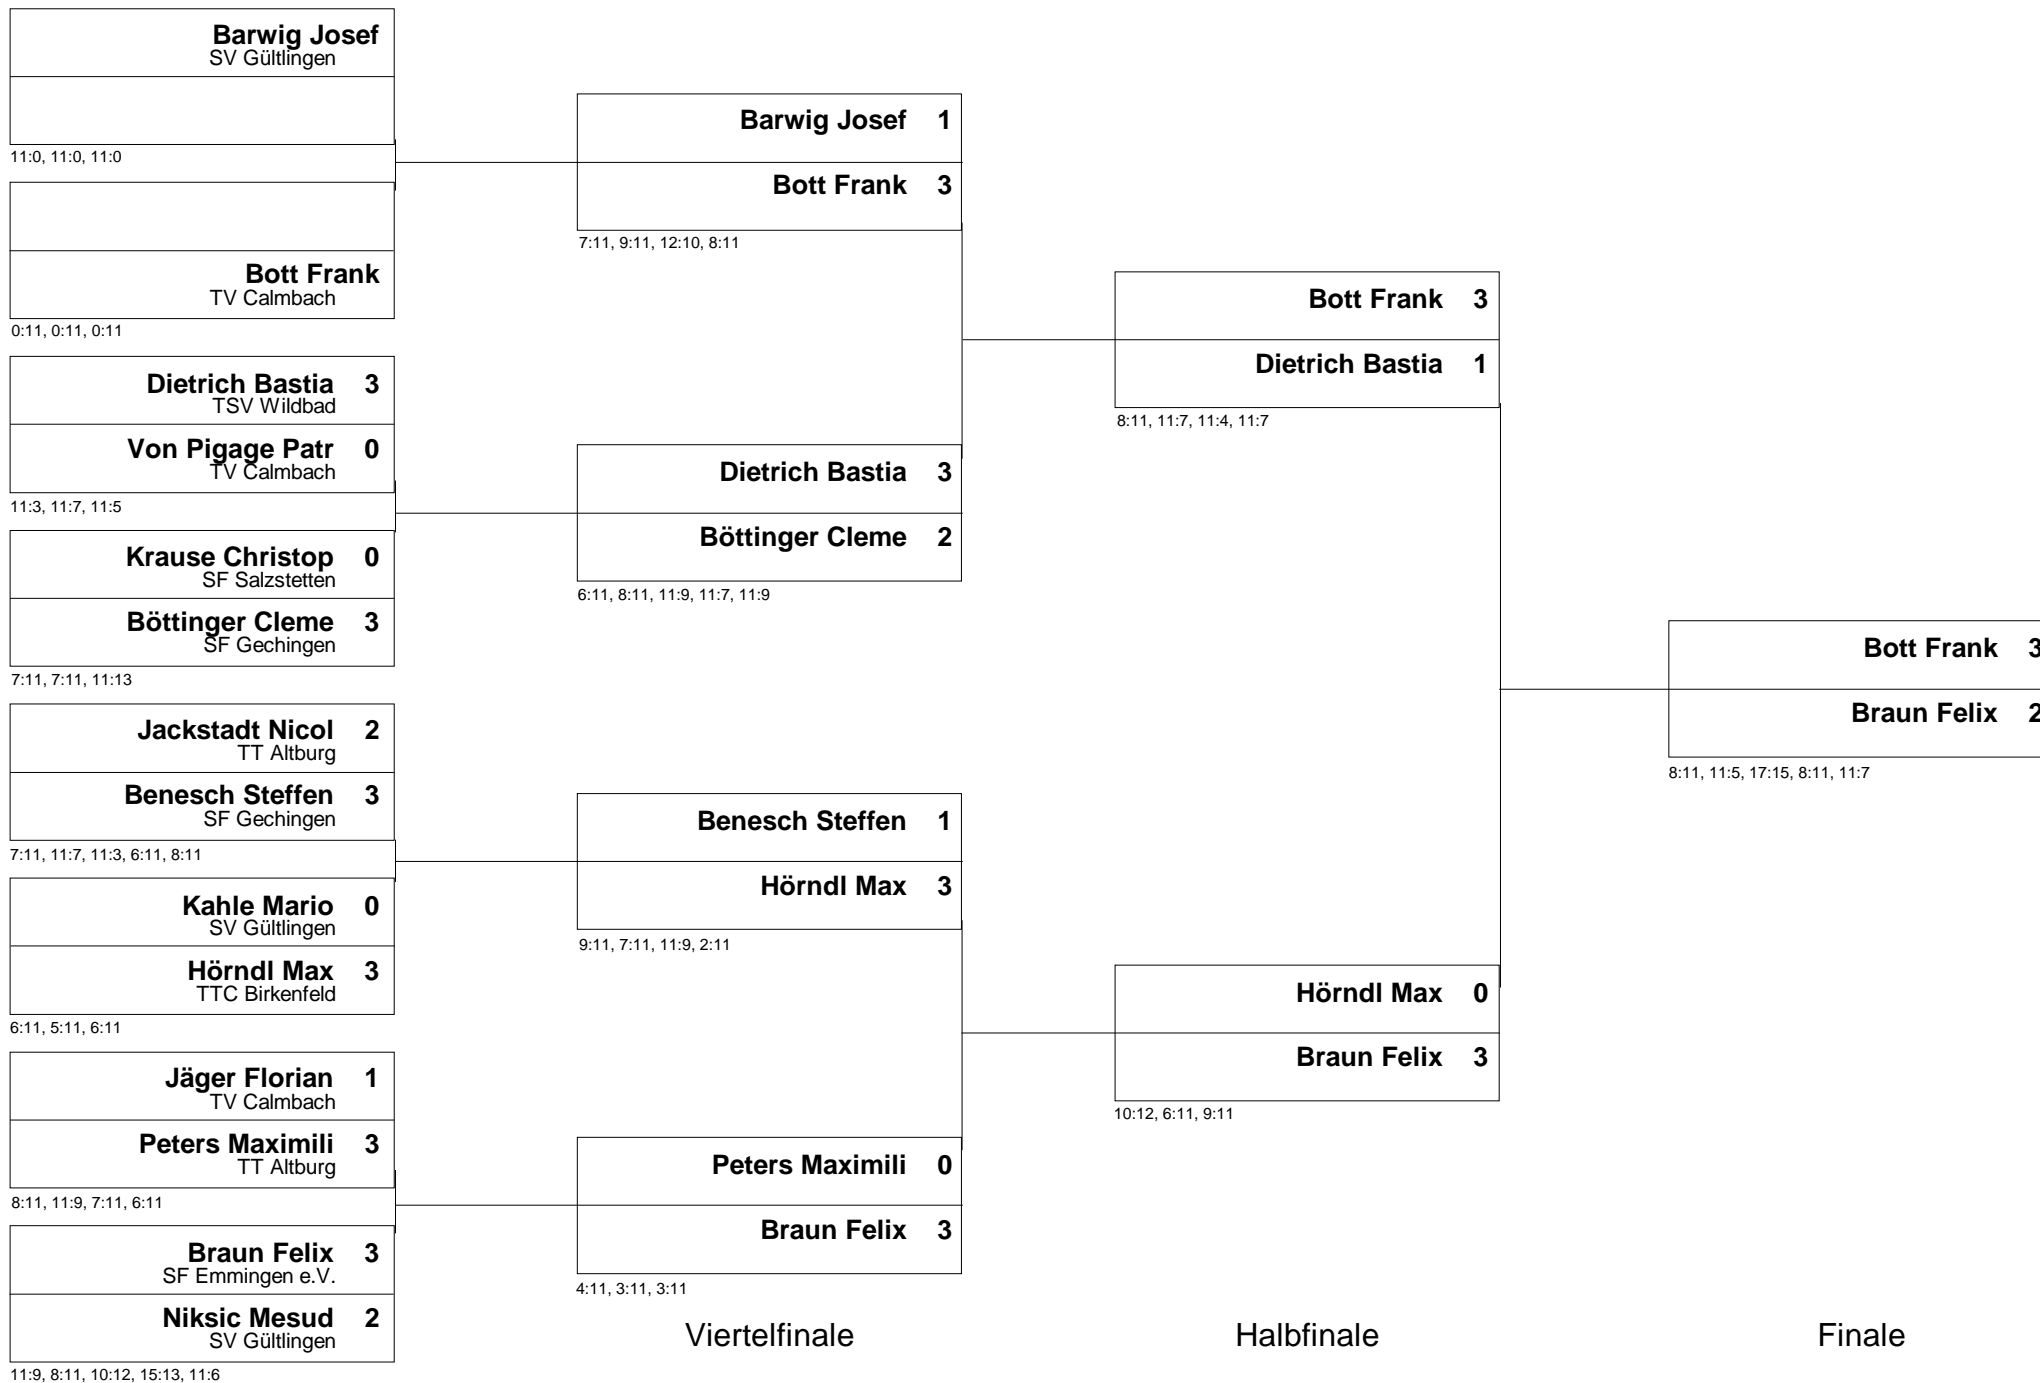 Barwig Josef
SV Gültlingen
11:0, 11:0, 11:0
Bott Frank
TV Calmbach
0:11, 0:11, 0:11
Dietrich Bastia 3
TSV Wildbad
Von Pigage Patr 0
TV Calmbach
11:3, 11:7, 11:5
Krause Christop 0
SF Salzstetten
Böttinger Cleme 3
SF Gechingen
7:11, 7:11, 11:13
Jackstadt Nicol 2
TT Altburg
Benesch Steffen 3
SF Gechingen
7:11, 11:7, 11:3, 6:11, 8:11
Kahle Mario 0
SV Gültlingen
Hörndl Max 3
TTC Birkenfeld
6:11, 5:11, 6:11
Jäger Florian 1
TV Calmbach
Peters Maximili 3
TT Altburg
8:11, 11:9, 7:11, 6:11
Braun Felix 3
SF Emmingen e.V.
Niksic Mesud 2
SV Gültlingen
11:9, 8:11, 10:12, 15:13, 11:6
Barwig Josef 1
Bott Frank 3
7:11, 9:11, 12:10, 8:11
Dietrich Bastia 3
Böttinger Cleme 2
6:11, 8:11, 11:9, 11:7, 11:9
Benesch Steffen 1
Hörndl Max 3
9:11, 7:11, 11:9, 2:11
Peters Maximili 0
Braun Felix 3
4:11, 3:11, 3:11
Viertelfinale
Bott Frank 3
Dietrich Bastia 1
8:11, 11:7, 11:4, 11:7
Hörndl Max 0
Braun Felix 3
10:12, 6:11, 9:11
Halbfinale
Bott Frank 3
Braun Felix 2
8:11, 11:5, 17:15, 8:11, 11:7
Finale